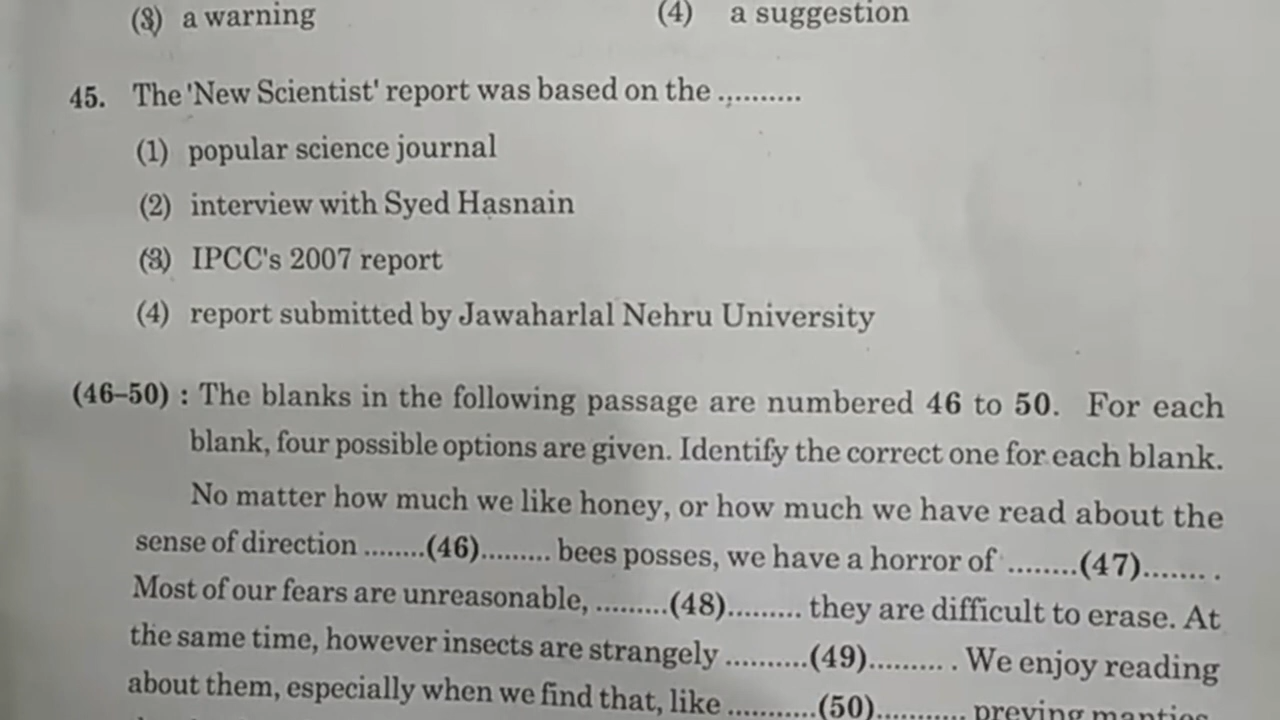 (3) a warning (4) a suggestion
45. The 'New Scientist' report was based on the ..........
(1) popular science journal
(2) interview with Syed Hasnain
(3) IPCC's 2007 report
(4) report submitted by Jawaharlal Nehru University
(46–50) : The blanks in the following passage are numbered 46 to 50. For each
blank, four possible options are given. Identify the correct one for each blank.
No matter how much we like honey, or how much we have read about the
sense of direction ........(46)......... bees posses, we have a horror of ........(47)....... .
Most of our fears are unreasonable, .........(48)......... they are difficult to erase. At
the same time, however insects are strangely ..........(49)......... . We enjoy reading
about them, especially when we find that, like ...........(50)........... preying manties